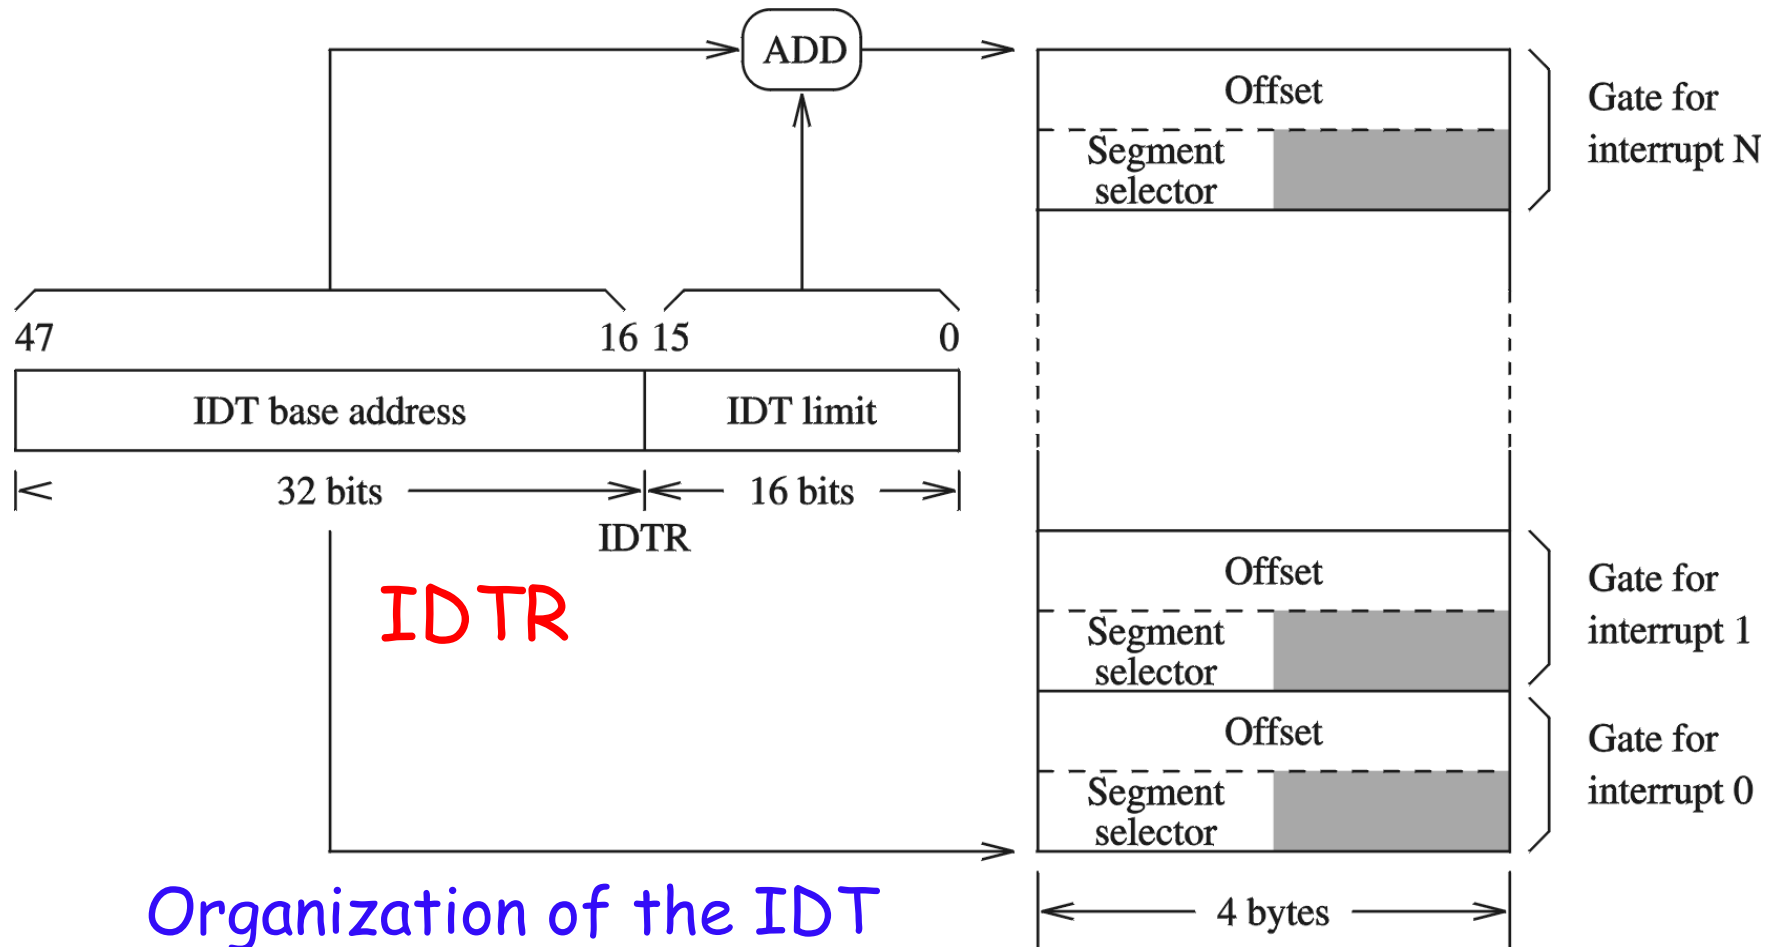 ADD
Offset
Segment
selector
Gate for
interrupt N
47
16 15
0
IDT base address
IDT limit
32 bits
16 bits
IDTR
IDTR
Offset
Segment
selector
Gate for
interrupt 1
Offset
Segment
selector
Gate for
interrupt 0
Organization of the IDT
4 bytes